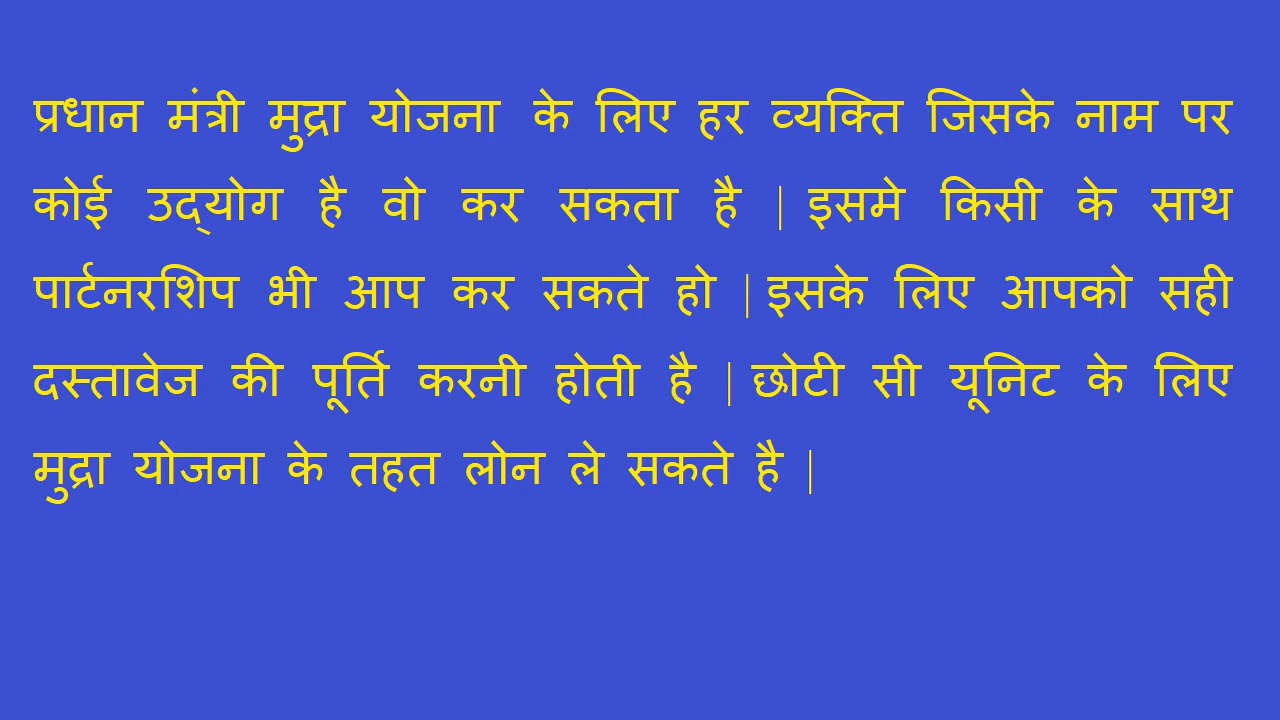 प्रधान मंत्री मुद्रा योजना के लिए हर व्यक्ति जिसके नाम पर
कोई उद्‌योग है वो कर सकता है | इसमे किसी के साथ
पार्टनरशिप भी आप कर सकते हो | इसके लिए आपको सही
दस्तावेज की पूर्ति करनी होती है | छोटी सी यूनिट के लिए
मुद्रा योजना के तहत लोन ले सकते है |